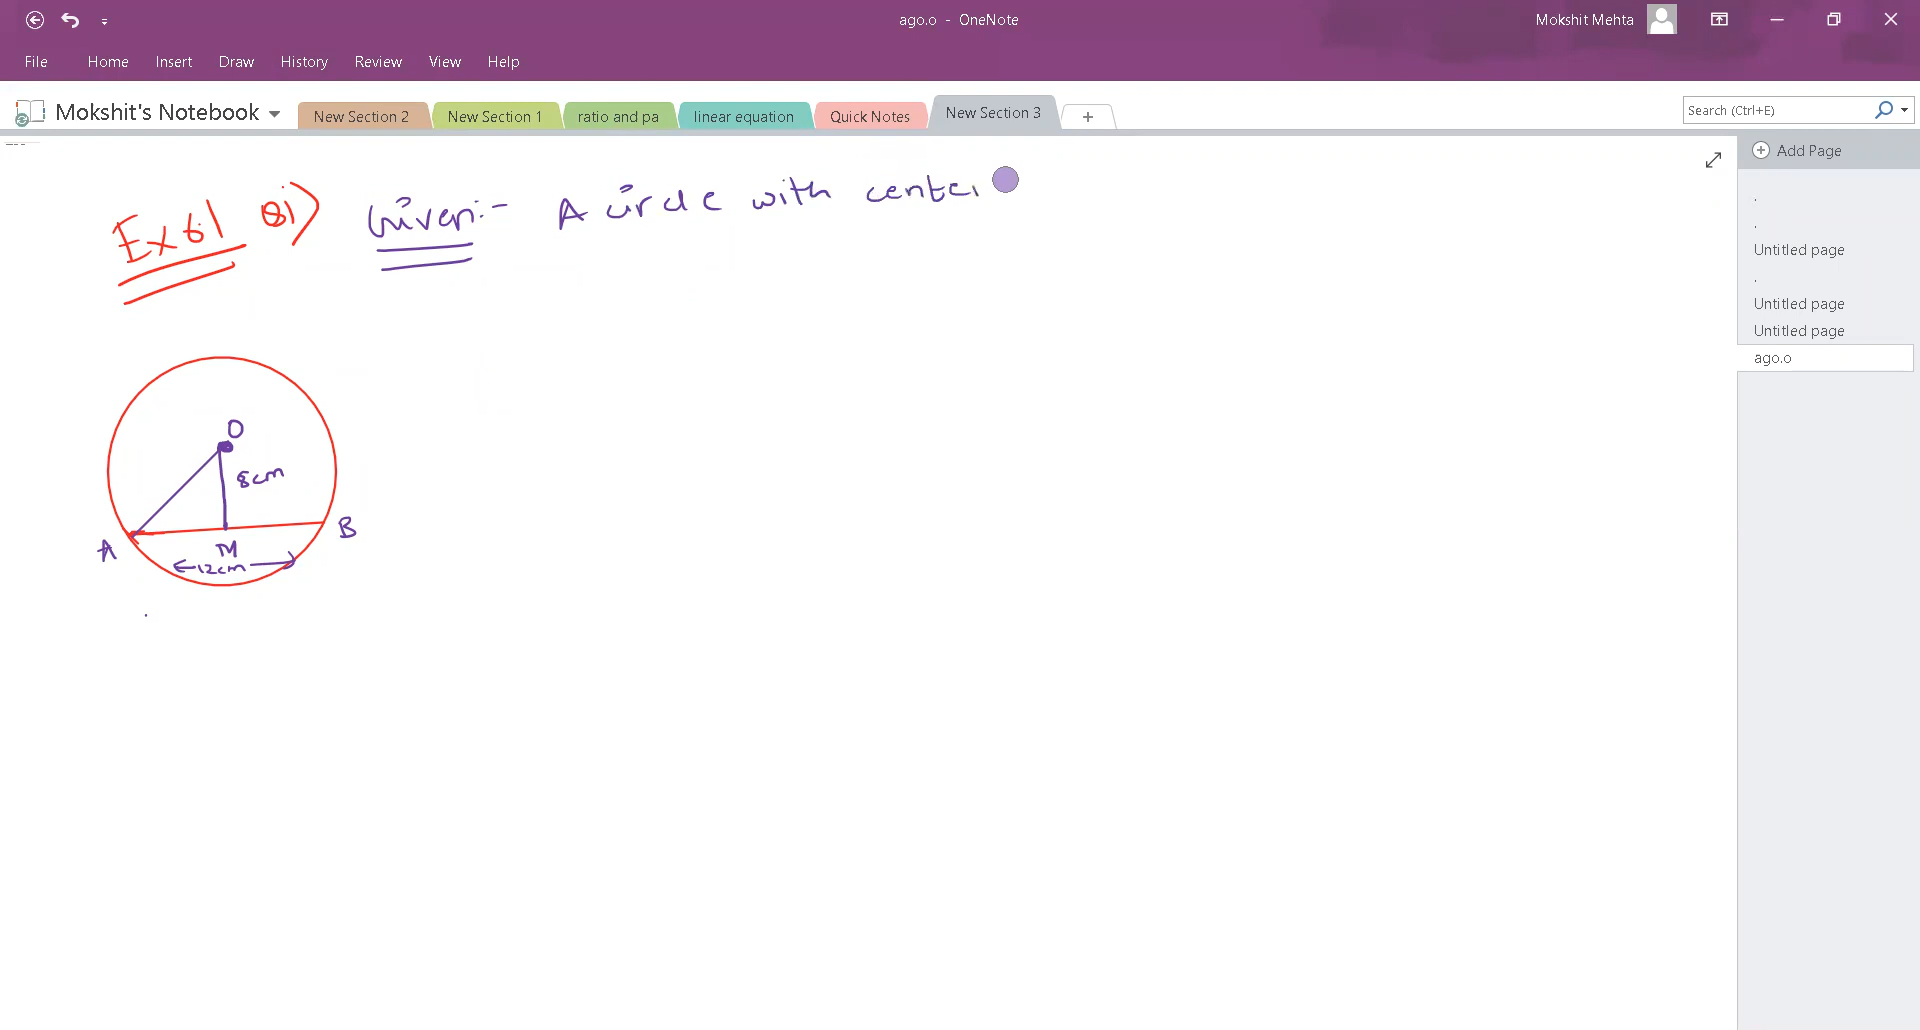 ago.o - OneNote
Mokshit Mehta
File Home Insert Draw History Review View Help
Mokshit's Notebook
New Section 2
New Section 1
ratio and pa
linear equation
Quick Notes
New Section 3
+
Search (Ctrl+E)
Add Page
.
.
Untitled page
.
Untitled page
Untitled page
ago.o
Ex 6.1 Q1) Given:- A circle with center
O
8cm
A
B
M
12cm